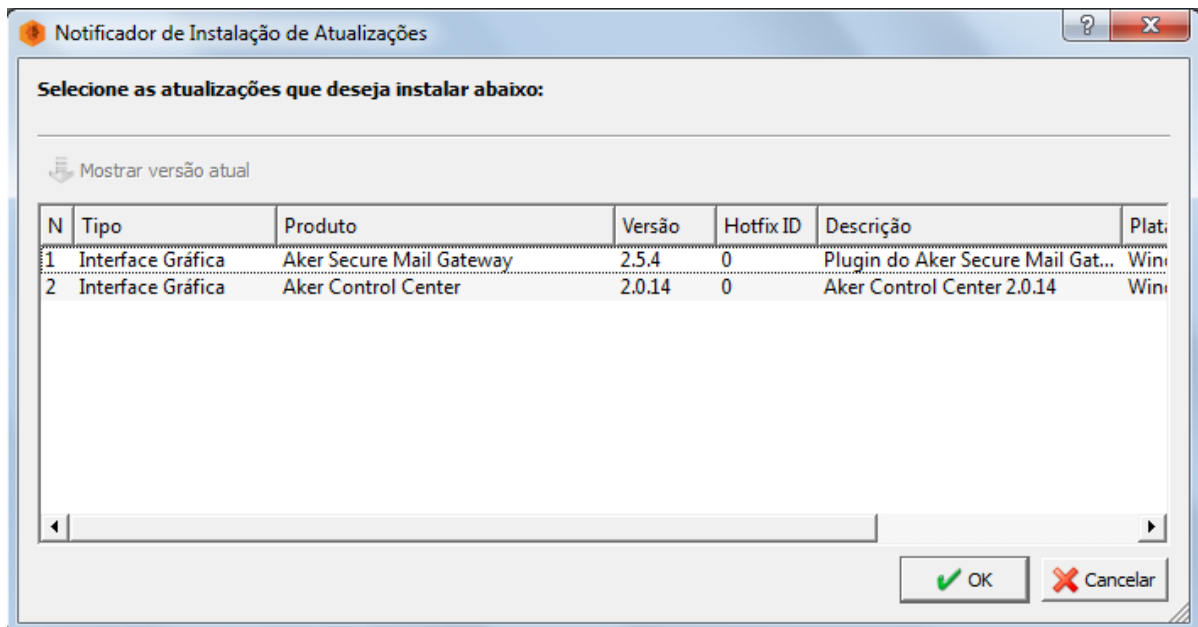 Notificador de Instalação de Atualizações
Selecione as atualizações que deseja instalar abaixo:
Mostrar versão atual
N Tipo Produto Versão Hotfix ID Descrição
1 Interface Gráfica Aker Secure Mail Gateway 2.5.4 0 Plugin do Aker Secure Mail Gat...
2 Interface Gráfica Aker Control Center 2.0.14 0 Aker Control Center 2.0.14
OK Cancelar